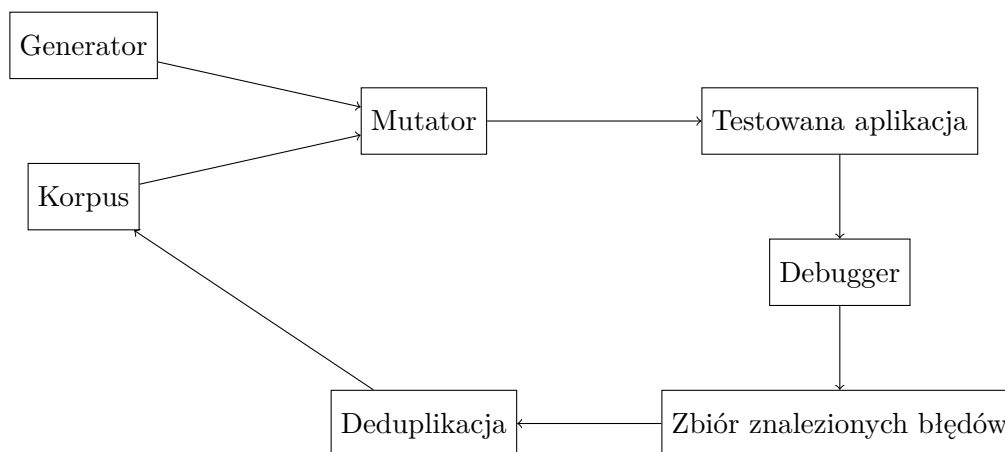 Generator
Mutator
Testowana aplikacja
Korpus
Debugger
Deduplikacja
Zbiór znalezionych błędów